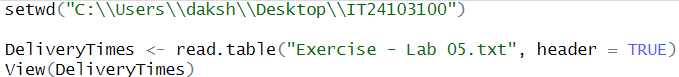 setwd("C:\\Users\\daksh\\Desktop\\IT24103100")
DeliveryTimes <- read.table("Exercise - Lab 05.txt", header = TRUE)
View(DeliveryTimes)